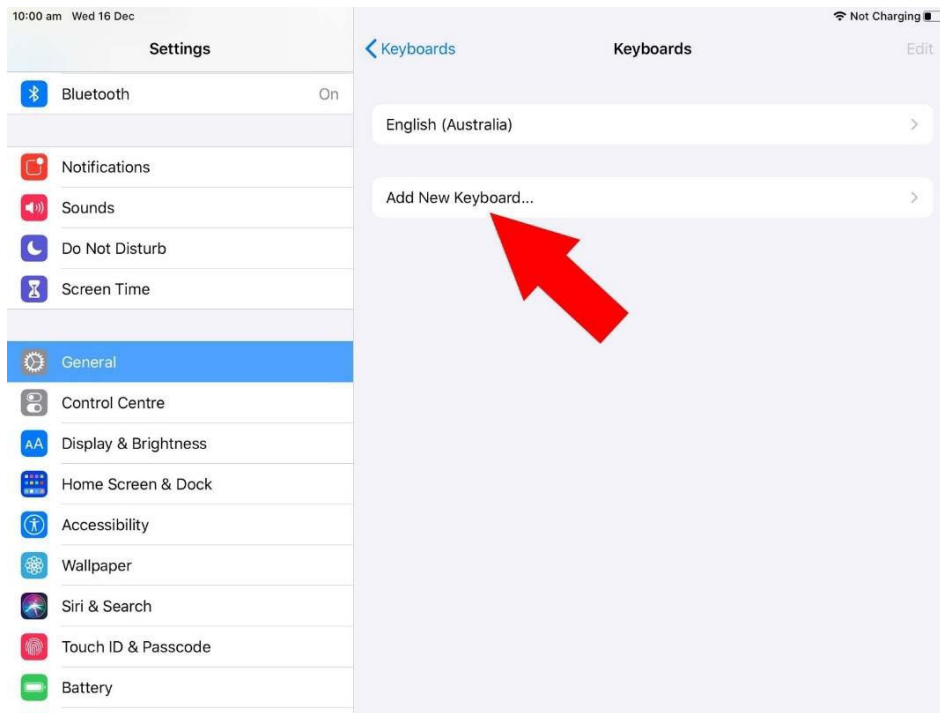 10:00 am Wed 16 Dec
Not Charging
Settings
Bluetooth On
Notifications
Sounds
Do Not Disturb
Screen Time
General
Control Centre
AA Display & Brightness
Home Screen & Dock
Accessibility
Wallpaper
Siri & Search
Touch ID & Passcode
Battery
Keyboards
Keyboards
Edit
English (Australia)
Add New Keyboard...